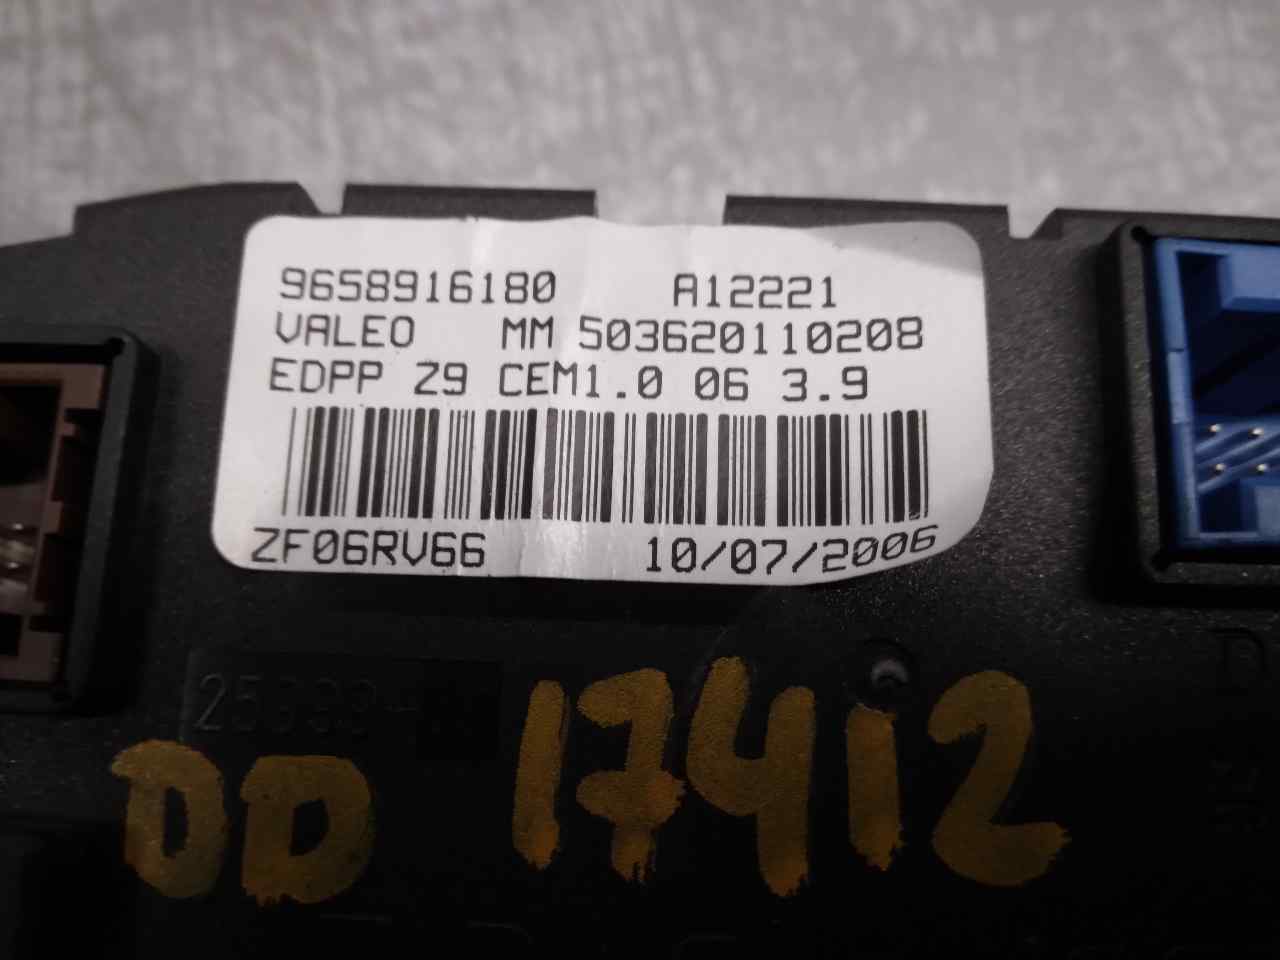 9658916180 A12221
VALEO MM 503620110208
EDPP Z9 CEM1.0 06 3.9
ZF06RV66 10/07/2006
DD 17412